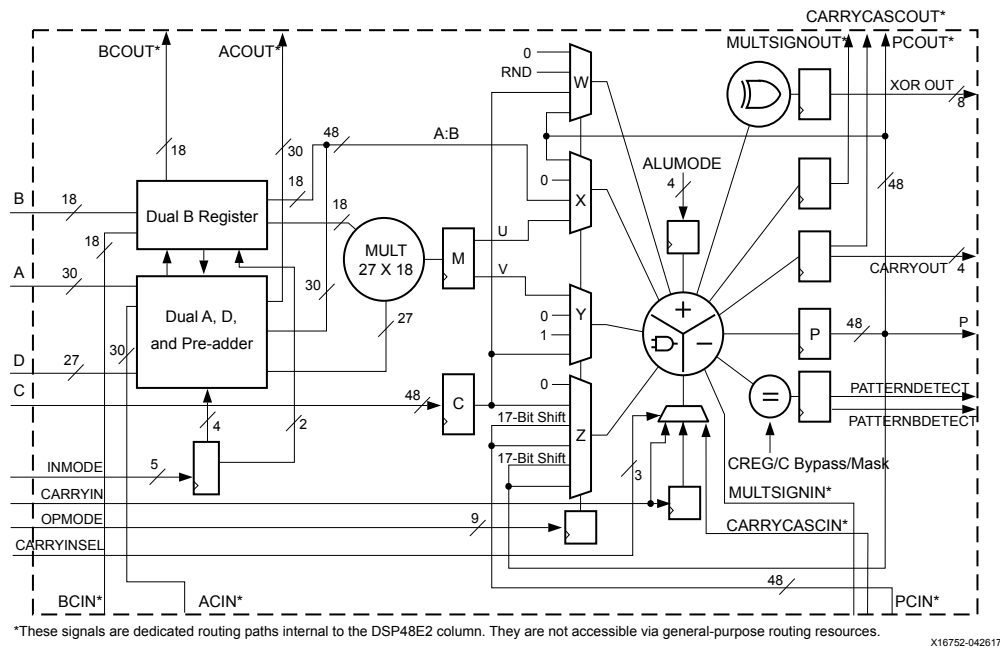 CARRYCASCOUT*
BCOUT* ACOUT* MULTSIGNOUT* PCOUT*
0
RND
W
XOR OUT
8
18
30
48
A:B
ALUMODE
4
48
0
X
B
18
Dual B Register
18
18
18
MULT
27 X 18
M
U
V
CARRYOUT
4
A
30
Dual A, D,
and Pre-adder
30
30
27
Y
0
1
P
48
P
D
27
C
48
C
0
17-Bit Shift
Z
17-Bit Shift
=
PATTERNDETECT
PATTERNBDETECT
4
2
3
CREG/C Bypass/Mask
INMODE
5
CARRYIN
MULTSIGNIN*
OPMODE
9
CARRYCASCIN*
CARRYINSEL
48
BCIN*
ACIN*
PCIN*
*These signals are dedicated routing paths internal to the DSP48E2 column. They are not accessible via general-purpose routing resources.
X16752-042617